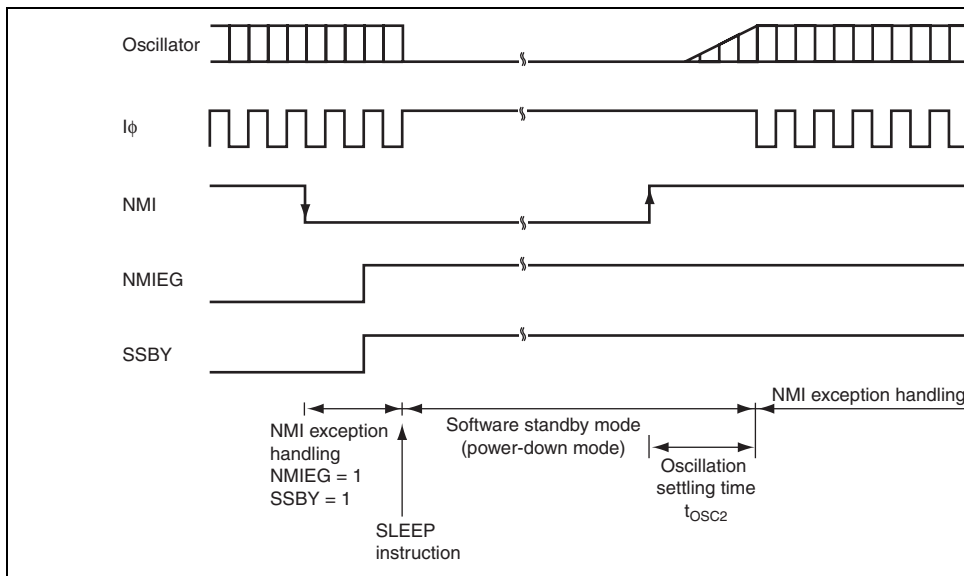 Oscillator
Iϕ
NMI
NMIEG
SSBY
NMI exception handling
NMI exception
handling
NMIEG = 1
SSBY = 1
Software standby mode
(power-down mode)
Oscillation
settling time
tOSC2
SLEEP
instruction